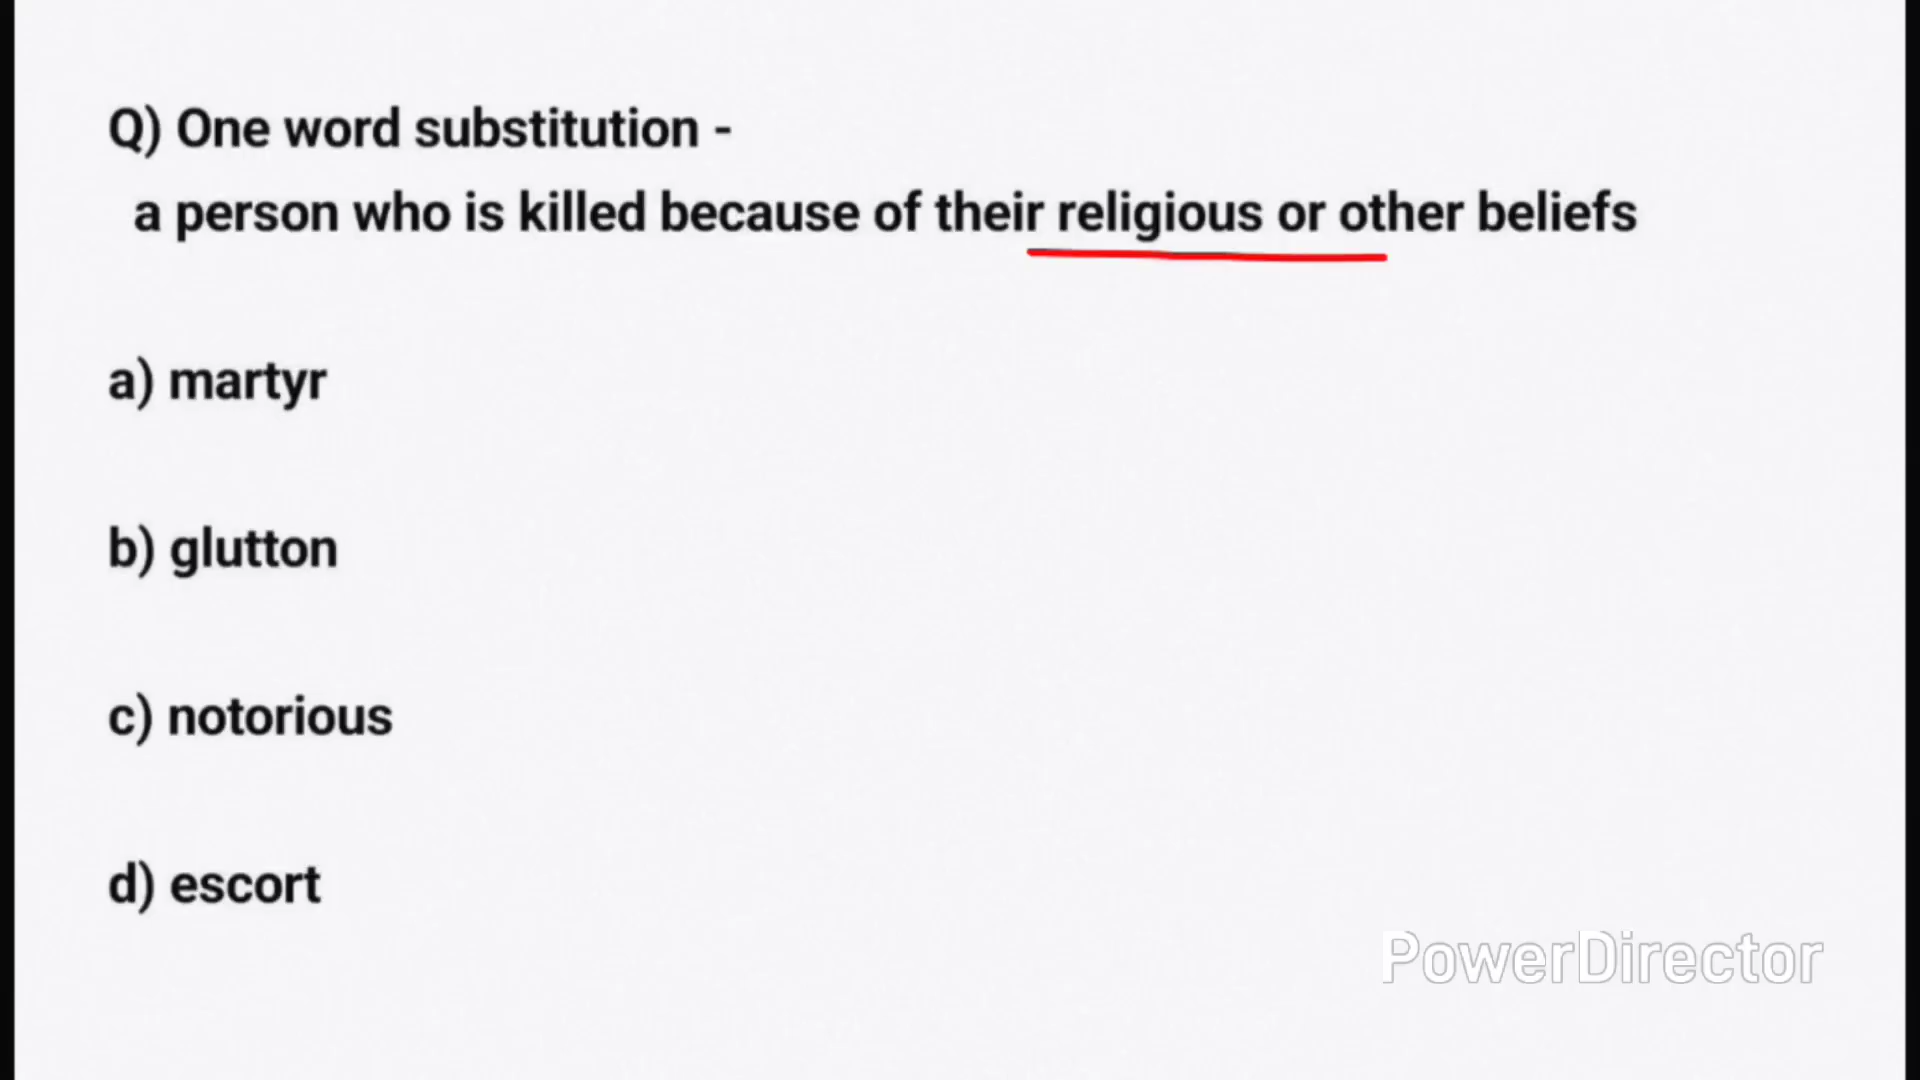 Q) One word substitution -
a person who is killed because of their religious or other beliefs
a) martyr
b) glutton
c) notorious
d) escort
PowerDirector